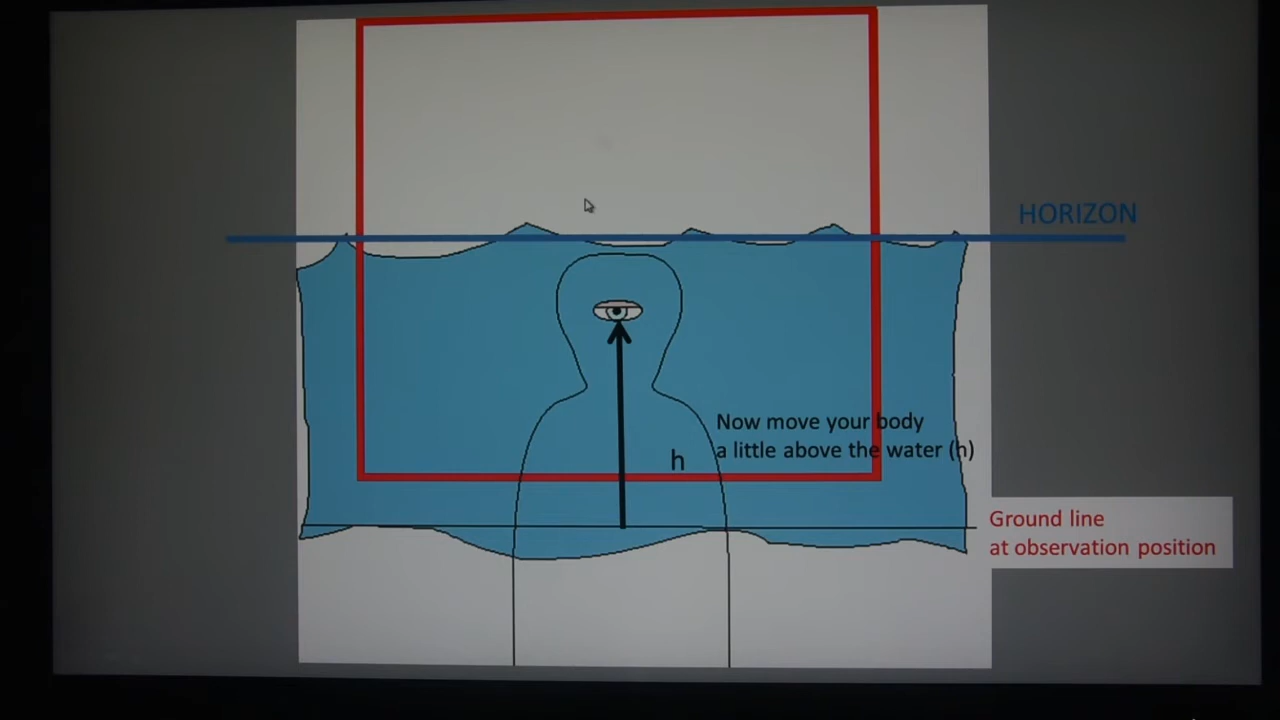 HORIZON
Now move your body
a little above the water (h)
h
Ground line
at observation position